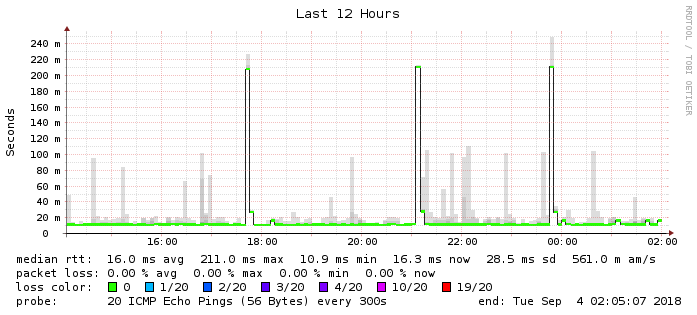 Last 12 Hours
RRDTOOL / TOBI OETIKER
Seconds
240 m
220 m
200 m
180 m
160 m
140 m
120 m
100 m
80 m
60 m
40 m
20 m
0
16:00 18:00 20:00 22:00 00:00 02:00
median rtt: 16.0 ms avg 211.0 ms max 10.9 ms min 16.3 ms now 28.5 ms sd 561.0 m am/s
packet loss: 0.00 % avg 0.00 % max 0.00 % min 0.00 % now
loss color: 0 1/20 2/20 3/20 4/20 10/20 19/20
probe: 20 ICMP Echo Pings (56 Bytes) every 300s end: Tue Sep 4 02:05:07 2018